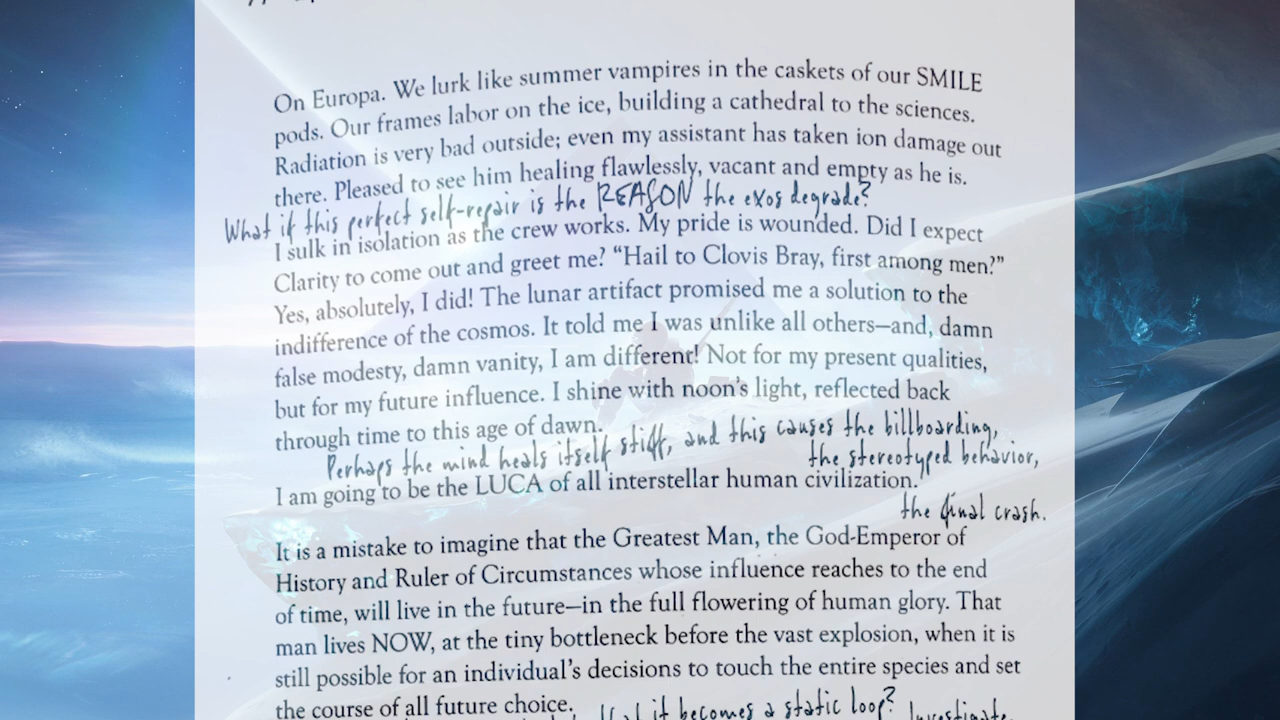 On Europa. We lurk like summer vampires in the caskets of our SMILE
pods. Our frames labor on the ice, building a cathedral to the sciences.
Radiation is very bad outside; even my assistant has taken ion damage out
there. Pleased to see him healing flawlessly, vacant and empty as he is.
What if this perfect self-repair is the REASON the exos degrade?
I sulk in isolation as the crew works. My pride is wounded. Did I expect
Clarity to come out and greet me? “Hail to Clovis Bray, first among men?”
Yes, absolutely, I did! The lunar artifact promised me a solution to the
indifference of the cosmos. It told me I was unlike all others—and, damn
false modesty, damn vanity, I am different! Not for my present qualities,
but for my future influence. I shine with noon’s light, reflected back
through time to this age of dawn.
Perhaps the mind heals itself stiff, and this causes the billboarding,
the stereotyped behavior,
I am going to be the LUCA of all interstellar human civilization.
the final crash.
It is a mistake to imagine that the Greatest Man, the God-Emperor of
History and Ruler of Circumstances whose influence reaches to the end
of time, will live in the future—in the full flowering of human glory. That
man lives NOW, at the tiny bottleneck before the vast explosion, when it is
still possible for an individual’s decisions to touch the entire species and set
the course of all future choice.
it becomes a static loop? Investigate